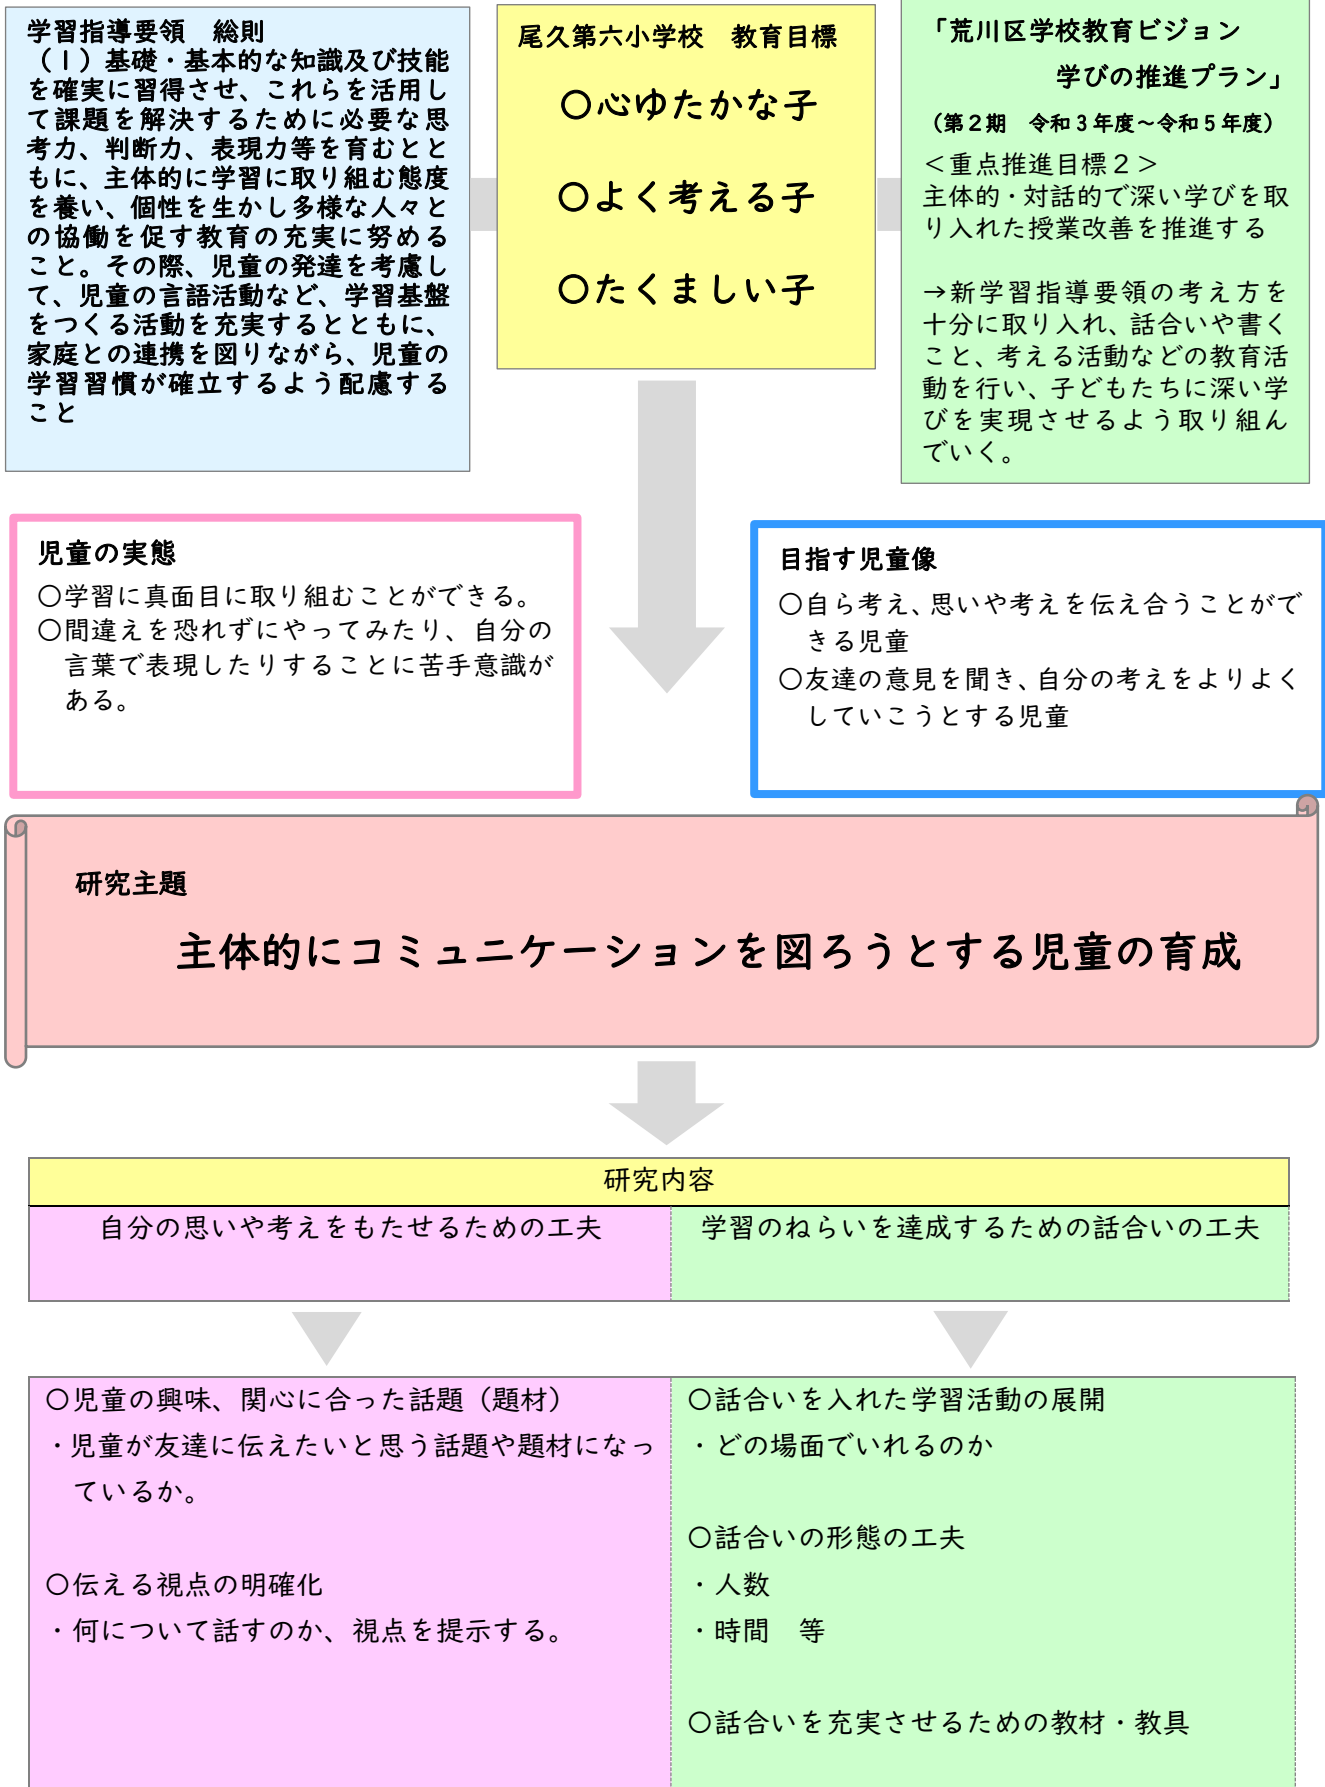 学習指導要領　総則
（１）基礎・基本的な知識及び技能
を確実に習得させ、これらを活用し
て課題を解決するために必要な思
考力、判断力、表現力等を育むとと
もに、主体的に学習に取り組む態度
を養い、個性を生かし多様な人々と
の協働を促す教育の充実に努める
こと。その際、児童の発達を考慮し
て、児童の言語活動など、学習基盤
をつくる活動を充実するとともに、
家庭との連携を図りながら、児童の
学習習慣が確立するよう配慮する
こと
尾久第六小学校　教育目標
〇心ゆたかな子
〇よく考える子
〇たくましい子
「荒川区学校教育ビジョン
学びの推進プラン」
（第２期　令和３年度～令和５年度）
＜重点推進目標２＞
主体的・対話的で深い学びを取
り入れた授業改善を推進する
→新学習指導要領の考え方を
十分に取り入れ、話合いや書く
こと、考える活動などの教育活
動を行い、子どもたちに深い学
びを実現させるよう取り組ん
でいく。
児童の実態
〇学習に真面目に取り組むことができる。
〇間違えを恐れずにやってみたり、自分の
言葉で表現したりすることに苦手意識が
ある。
目指す児童像
〇自ら考え、思いや考えを伝え合うことがで
きる児童
〇友達の意見を聞き、自分の考えをよりよく
していこうとする児童
研究主題
主体的にコミュニケーションを図ろうとする児童の育成
研究内容
自分の思いや考えをもたせるための工夫
学習のねらいを達成するための話合いの工夫
〇児童の興味、関心に合った話題（題材）
・児童が友達に伝えたいと思う話題や題材になっ
ているか。
〇伝える視点の明確化
・何について話すのか、視点を提示する。
〇話合いを入れた学習活動の展開
・どの場面でいれるのか
〇話合いの形態の工夫
・人数
・時間　等
〇話合いを充実させるための教材・教具